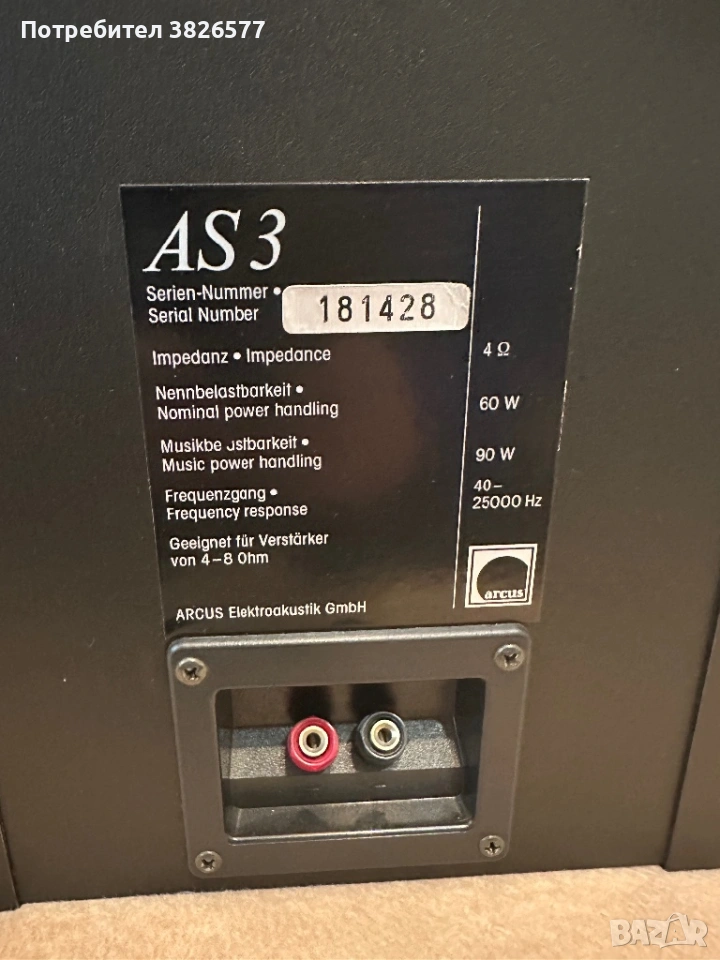 Потребител 3826577
AS 3
Serien-Nummer •
Serial Number
181428
Impedanz • Impedance
4 Ω
Nennbelastbarkeit •
Nominal power handling
60 W
Musikbe astbarkeit •
Music power handling
90 W
Frequenzgang •
Frequency response
40–
25000 Hz
Geeignet für Verstärker
von 4–8 Ohm
arcus
ARCUS Elektroakustik GmbH
BAZAR